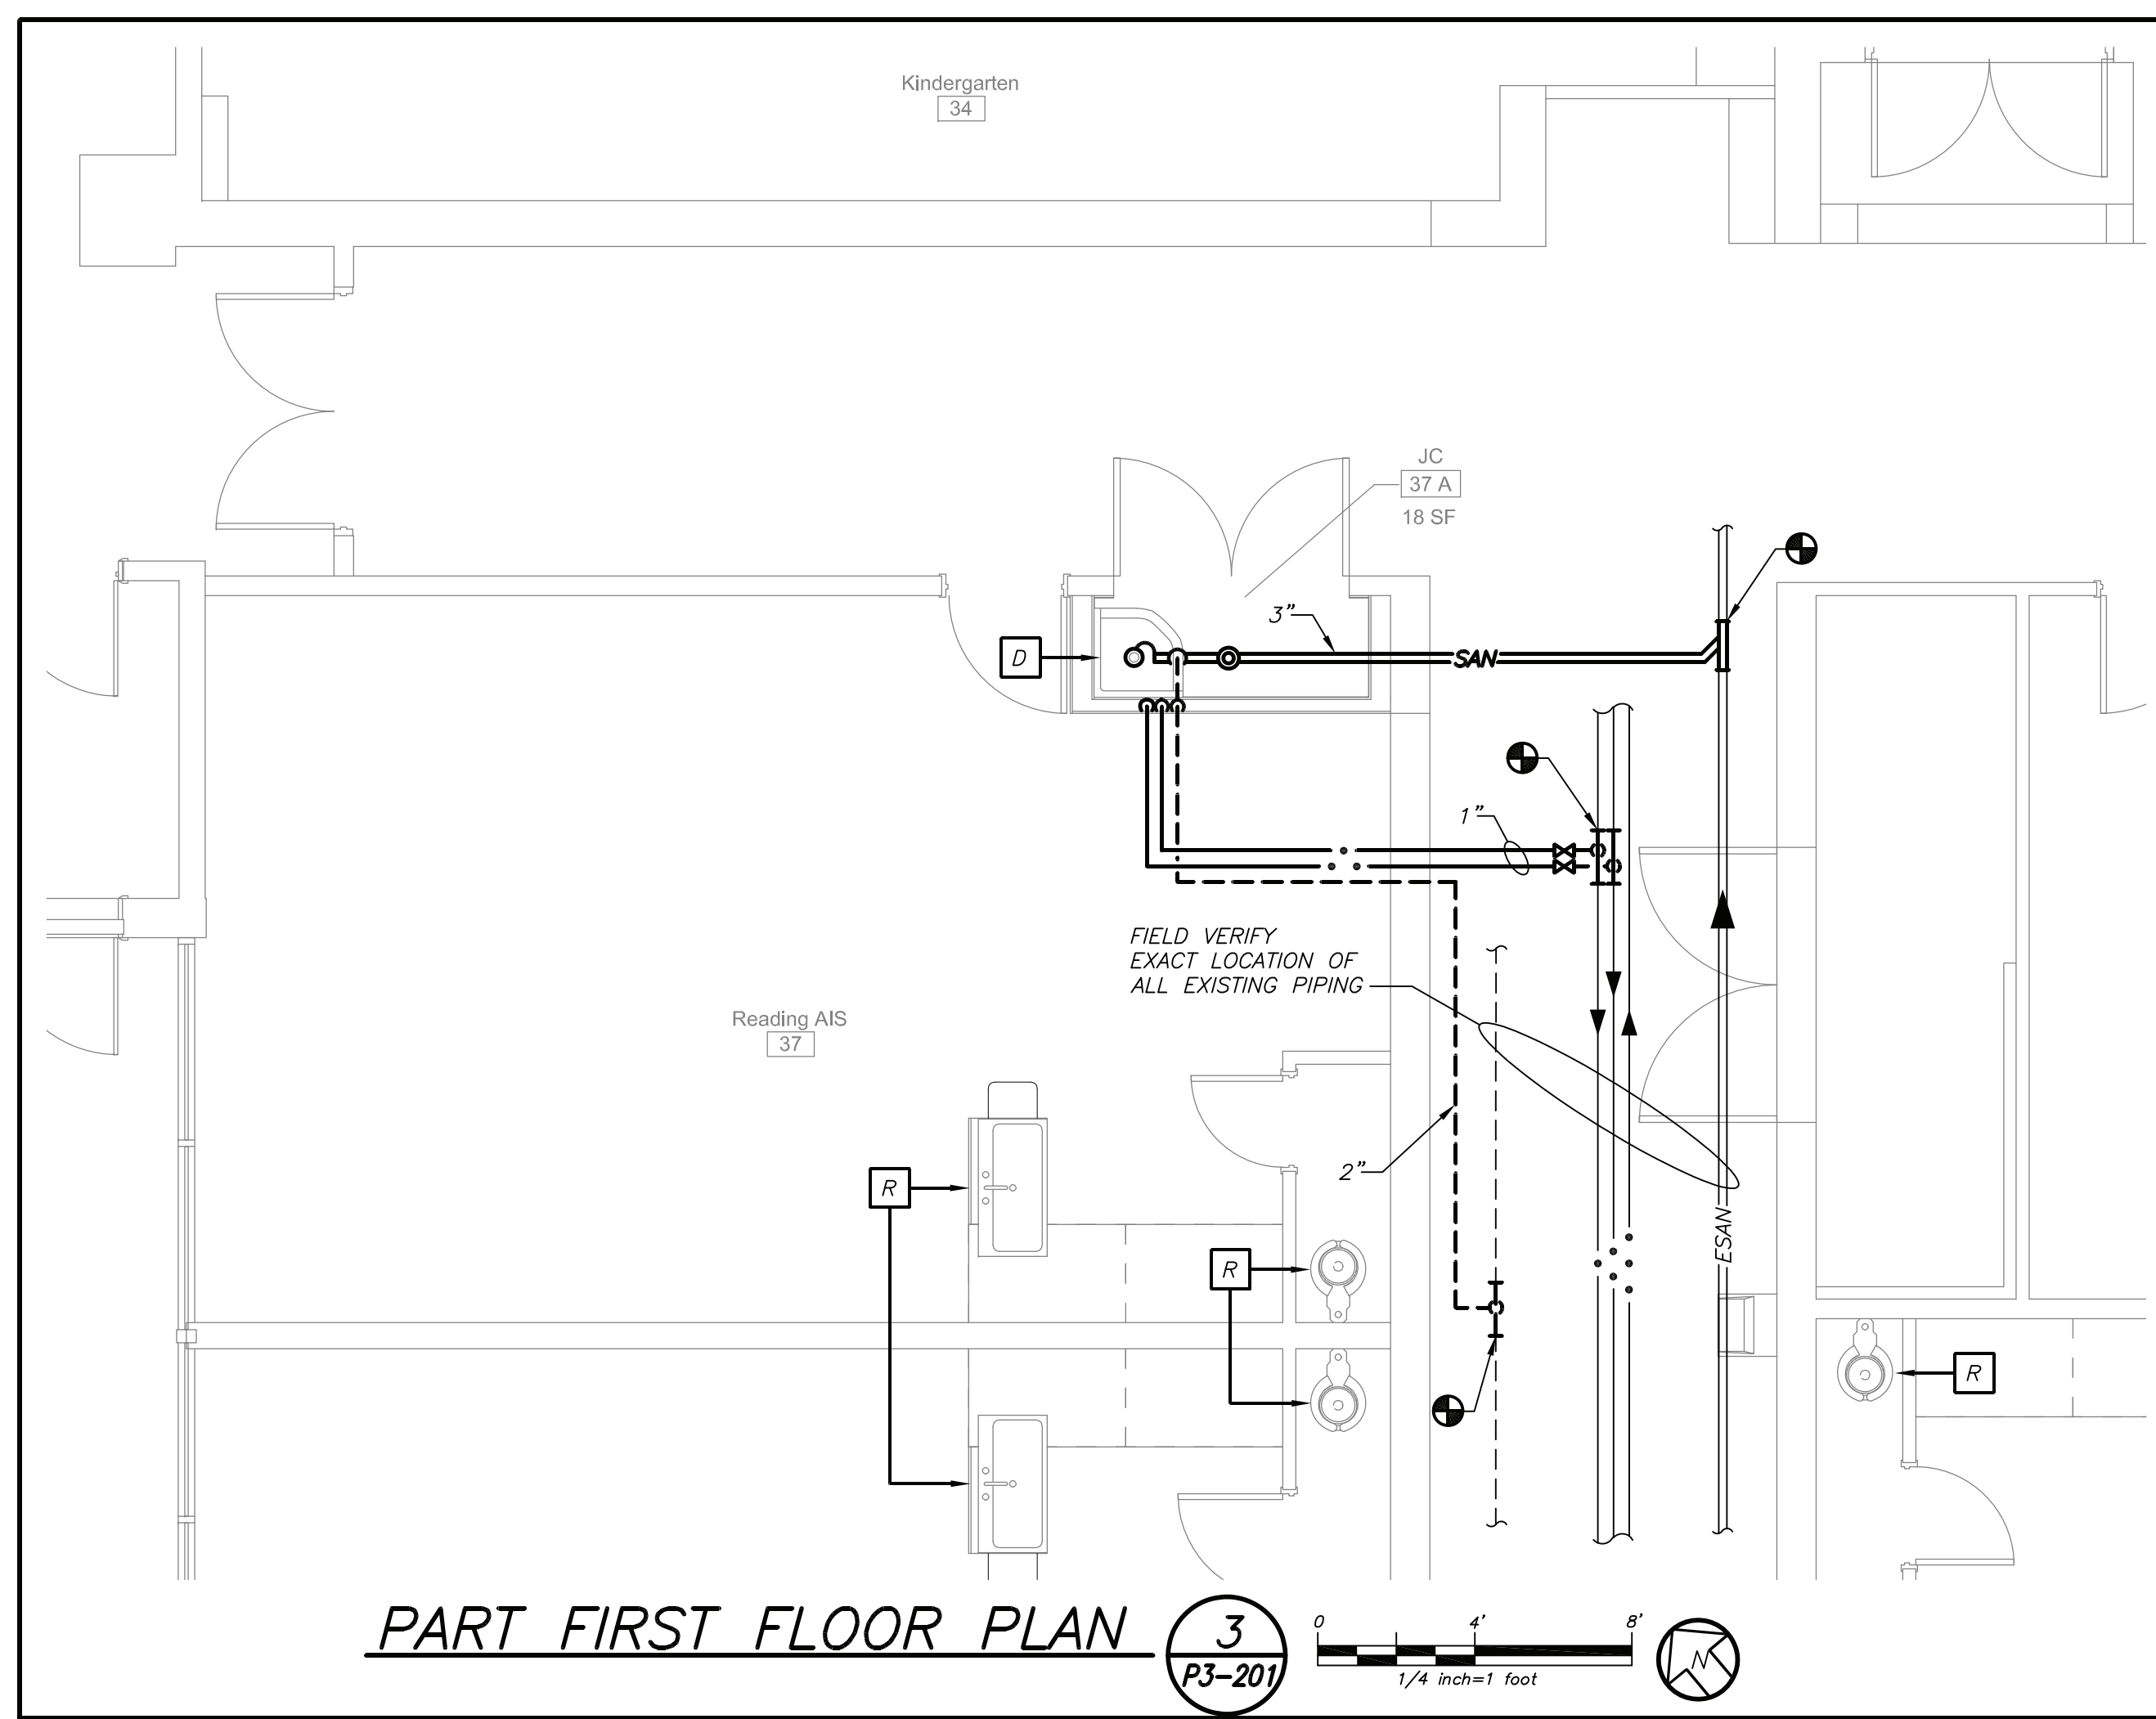 Kindergarten
34
JC
37 A
18 SF
3"
D
SAN
1"
FIELD VERIFY
EXACT LOCATION OF
ALL EXISTING PIPING
Reading AIS
37
2"
R
R
ESAN
R
PART FIRST FLOOR PLAN
3
P3-201
0 4' 8'
1/4 inch=1 foot
N